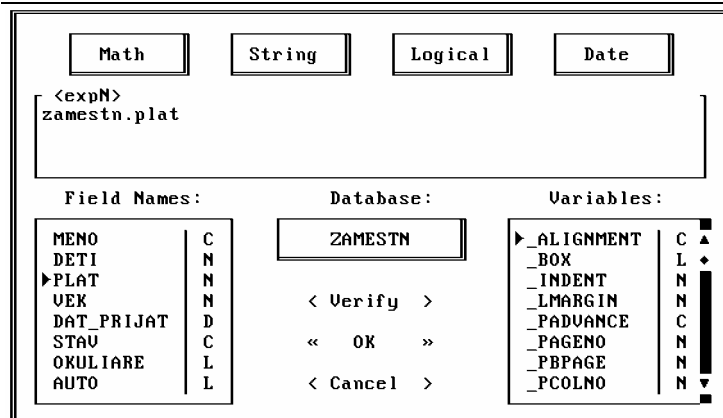 Math String Logical Date
<expN>
zamestn.plat
Field Names: Database: Variables:
MENO C
DETI N
PLAT N
VEK N
DAT_PRIJAT D
STAV C
OKULIARE L
AUTO L
ZAMESTN
< Verify >
« OK »
< Cancel >
_ALIGNMENT C
_BOX L
_INDENT N
_LMARGIN N
_PADVANCE C
_PAGENO N
_PBPAGE N
_PCOLNO N